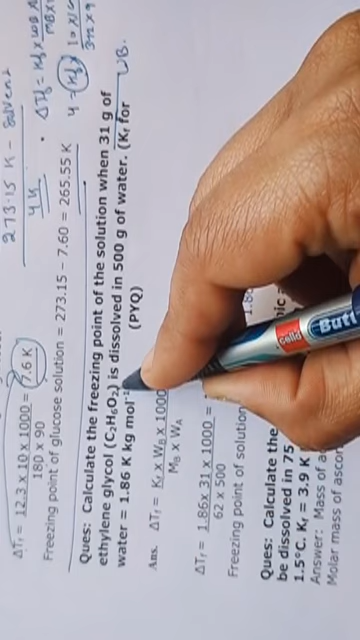 273.15 K - solvent
4K
ΔTf = 12.3 x 10 x 1000 = 7.6 K
180 x 90
Freezing point of glucose solution = 273.15 - 7.60 = 265.55 K
Ques: Calculate the freezing point of the solution when 31 g of
ethylene glycol (C₂H₆O₂) is dissolved in 500 g of water. (Kf for
water = 1.86 K kg mol⁻¹) (PYQ)
Ans. ΔTf = Kf x WB x 1000
MB x WA
ΔTf = 1.86x 31 x 1000 =
62 x 500
Freezing point of solution
Ques: Calculate the
be dissolved in 75
1.5°C. Kf = 3.9 K
Answer: Mass of a
Molar mass of ascor
cello
Butt